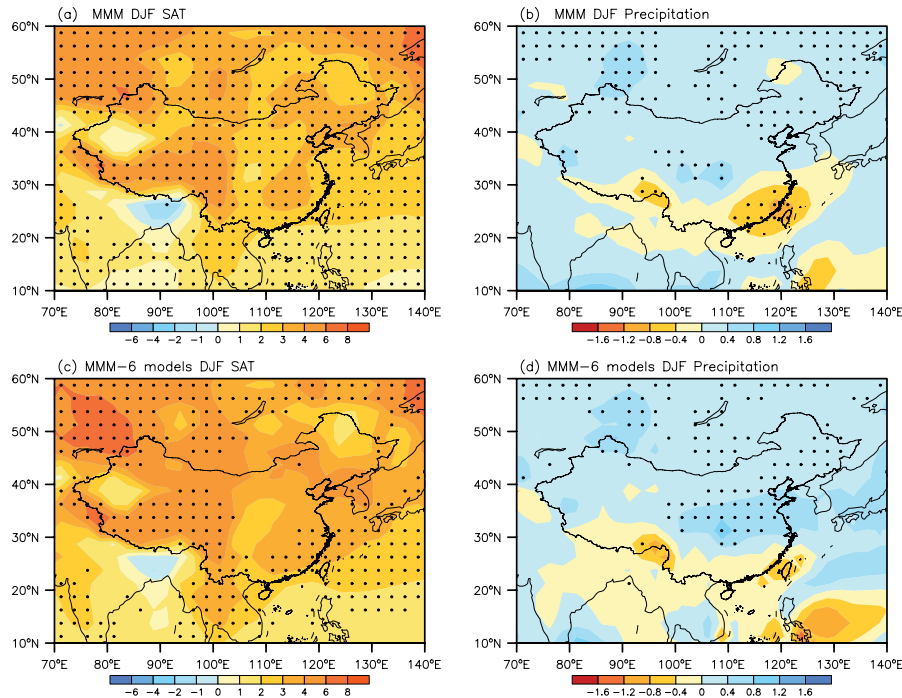 (a) MMM DJF SAT
60°N
50°N
40°N
30°N
20°N
10°N
70°E 80°E 90°E 100°E 110°E 120°E 130°E 140°E
-6 -4 -2 -1 0 1 2 3 4 6 8
(b) MMM DJF Precipitation
60°N
50°N
40°N
30°N
20°N
10°N
70°E 80°E 90°E 100°E 110°E 120°E 130°E 140°E
-1.6 -1.2 -0.8 -0.4 0 0.4 0.8 1.2 1.6
(c) MMM-6 models DJF SAT
60°N
50°N
40°N
30°N
20°N
10°N
70°E 80°E 90°E 100°E 110°E 120°E 130°E 140°E
-6 -4 -2 -1 0 1 2 3 4 6 8
(d) MMM-6 models DJF Precipitation
60°N
50°N
40°N
30°N
20°N
10°N
70°E 80°E 90°E 100°E 110°E 120°E 130°E 140°E
-1.6 -1.2 -0.8 -0.4 0 0.4 0.8 1.2 1.6